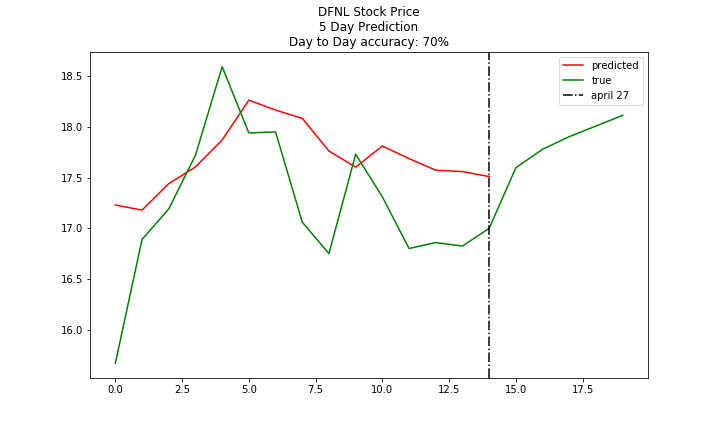 DFNL Stock Price
5 Day Prediction
Day to Day accuracy: 70%
predicted
true
april 27
18.5
18.0
17.5
17.0
16.5
16.0
0.0 2.5 5.0 7.5 10.0 12.5 15.0 17.5